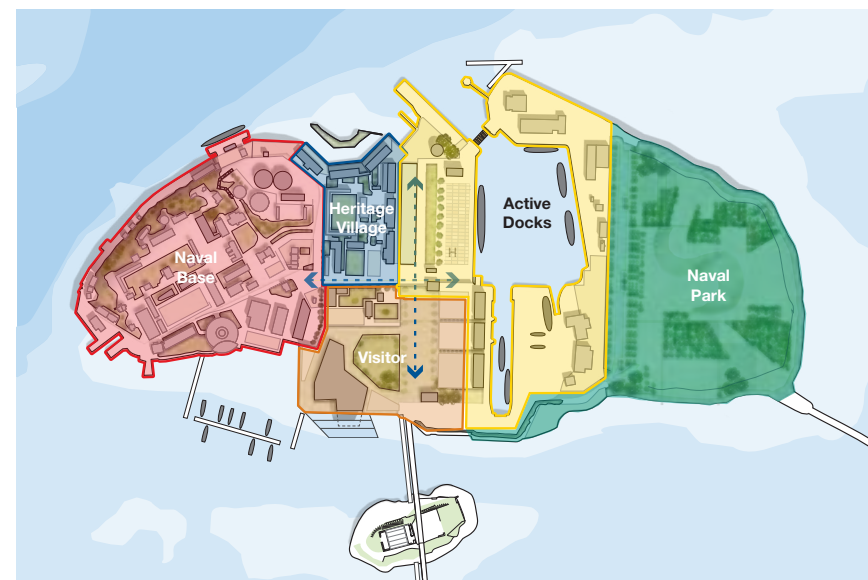 Heritage
Village
Active
Docks
Naval
Base
Naval
Park
Visitor
H